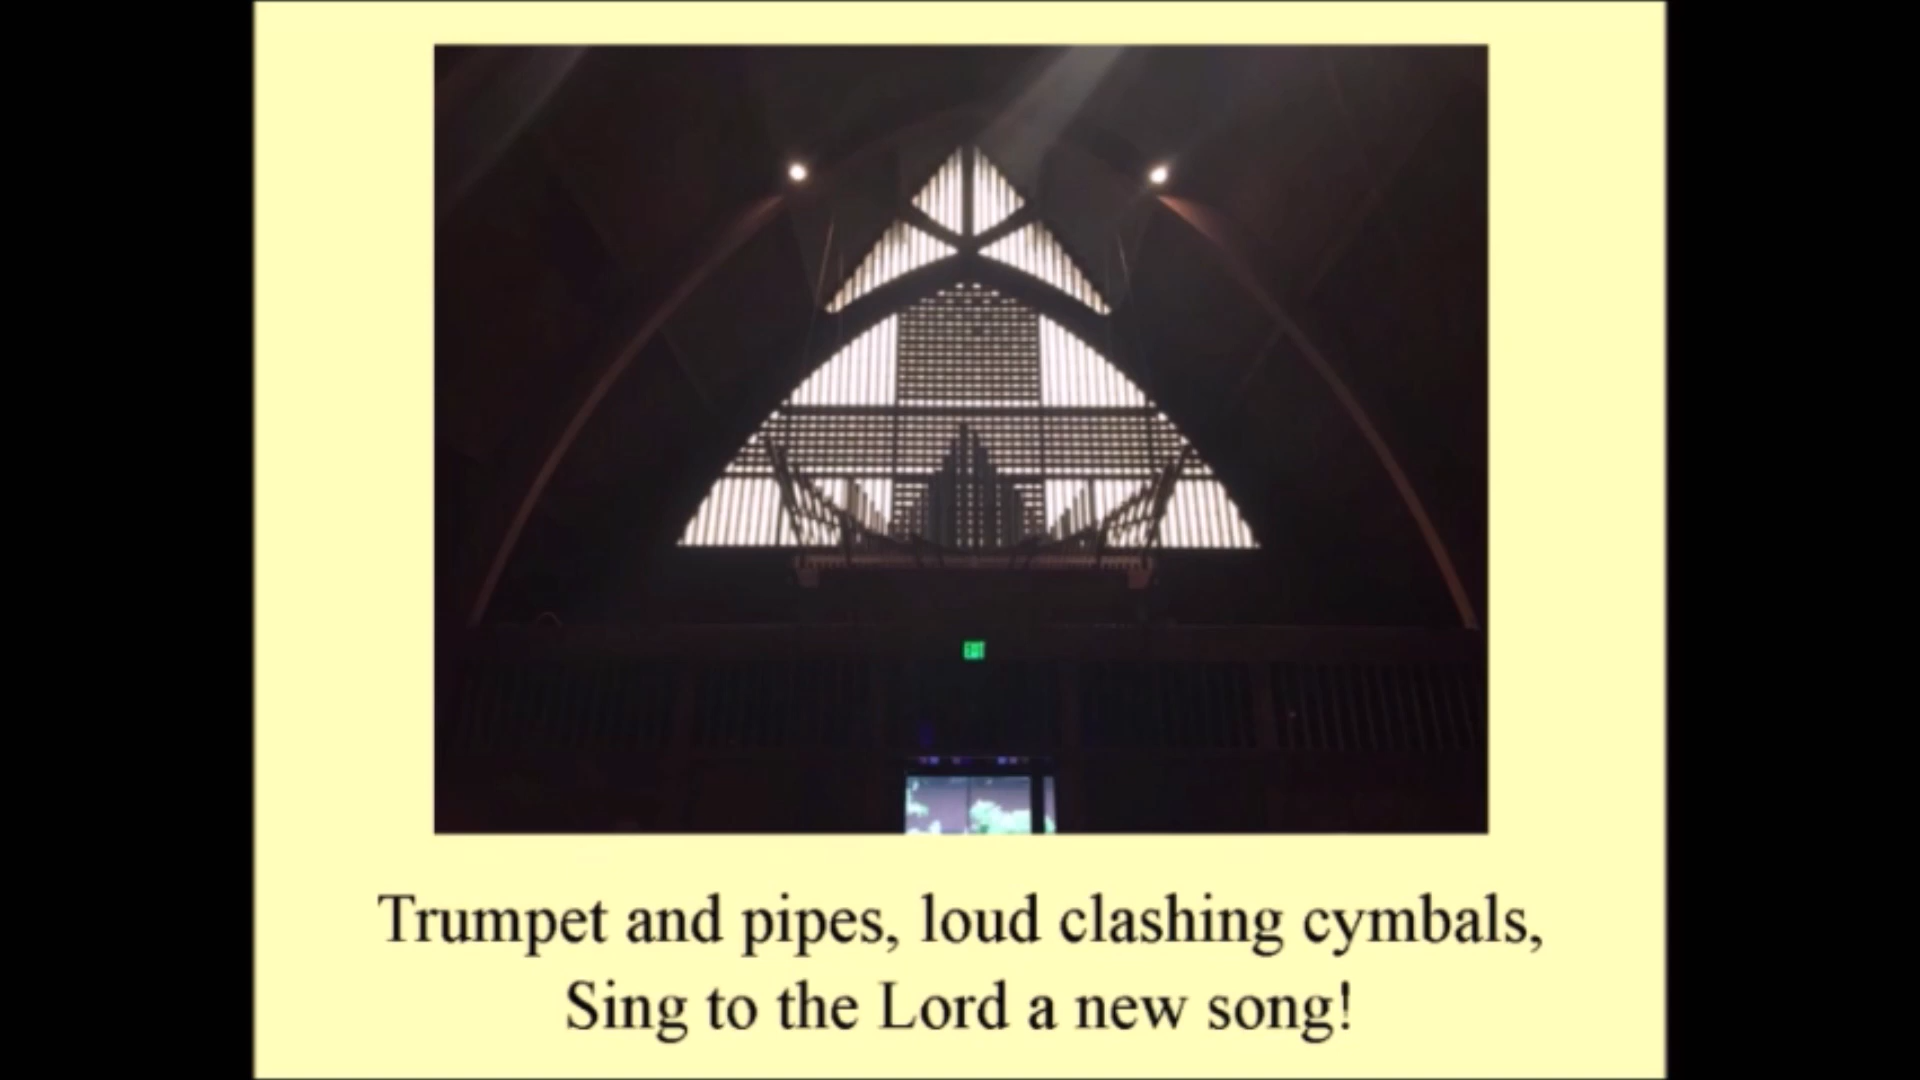 Trumpet and pipes, loud clashing cymbals,
Sing to the Lord a new song!